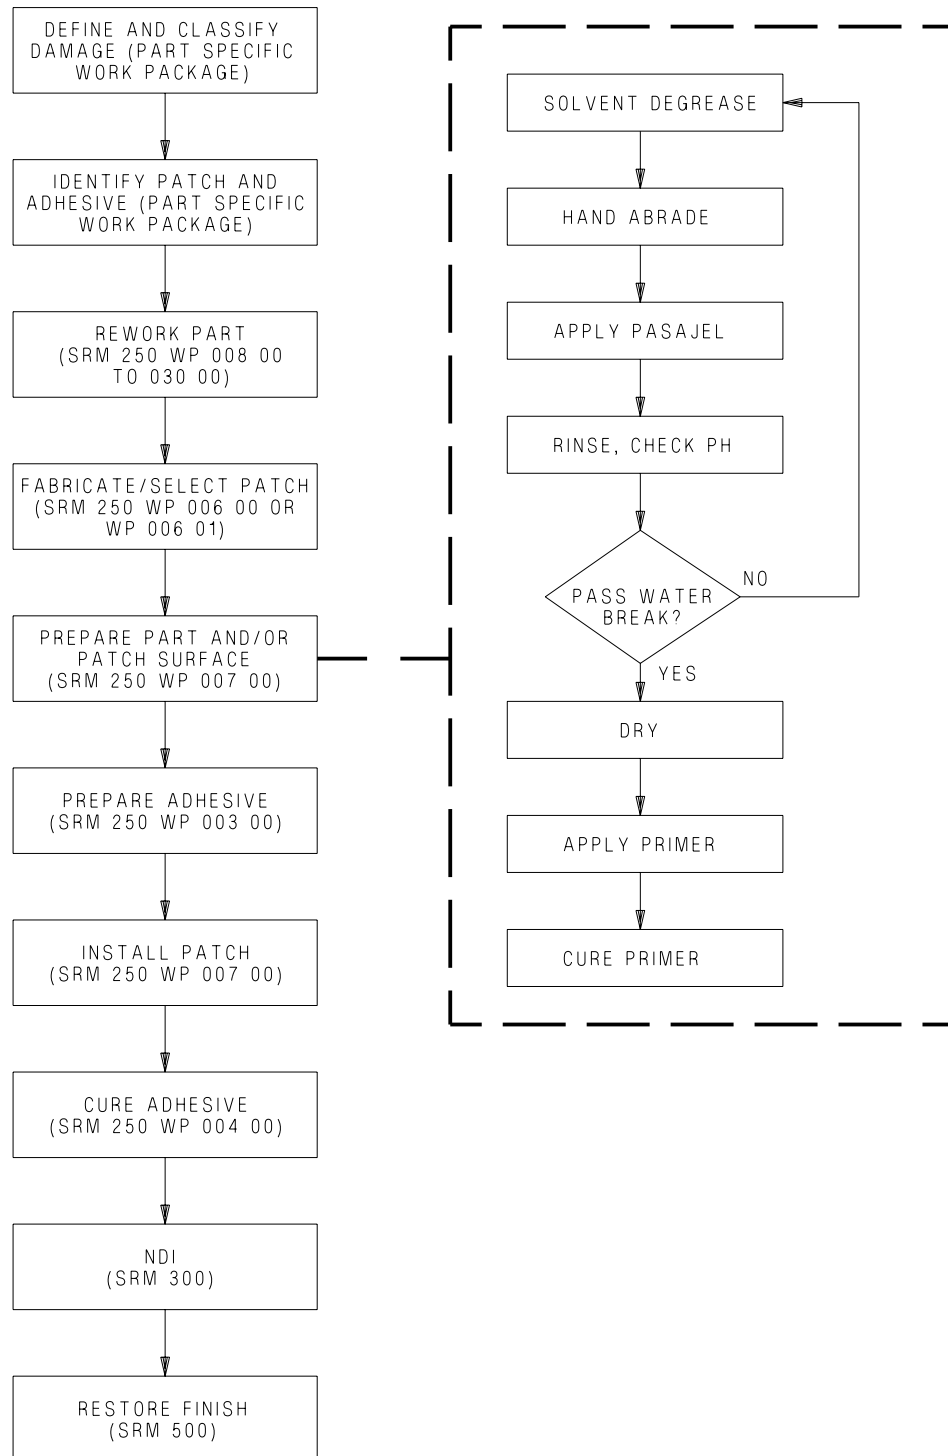 DEFINE AND CLASSIFY
DAMAGE (PART SPECIFIC
WORK PACKAGE)
IDENTIFY PATCH AND
ADHESIVE (PART SPECIFIC
WORK PACKAGE)
REWORK PART
(SRM 250 WP 008 00
TO 030 00)
FABRICATE/SELECT PATCH
(SRM 250 WP 006 00 OR
WP 006 01)
PREPARE PART AND/OR
PATCH SURFACE
(SRM 250 WP 007 00)
PREPARE ADHESIVE
(SRM 250 WP 003 00)
INSTALL PATCH
(SRM 250 WP 007 00)
CURE ADHESIVE
(SRM 250 WP 004 00)
NDI
(SRM 300)
RESTORE FINISH
(SRM 500)
SOLVENT DEGREASE
HAND ABRADE
APPLY PASAJEL
RINSE, CHECK PH
PASS WATER
BREAK?
NO
YES
DRY
APPLY PRIMER
CURE PRIMER